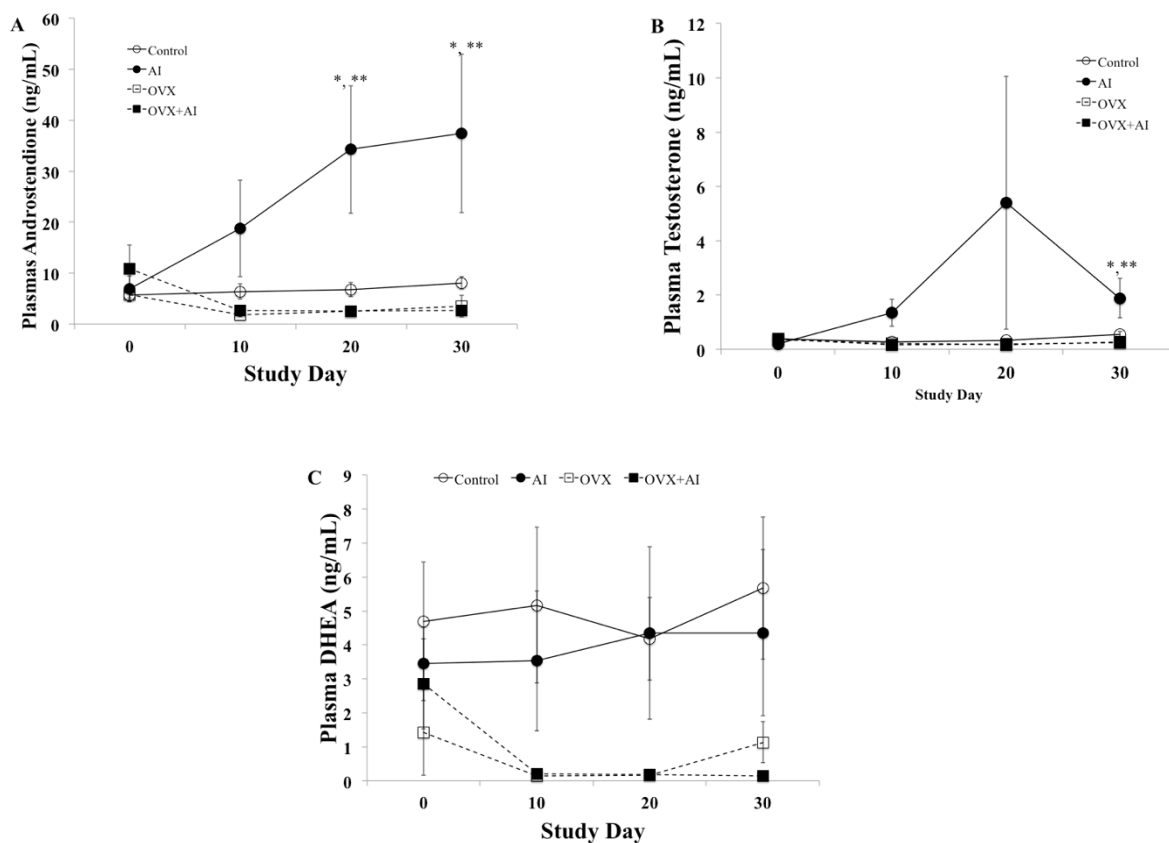 A
Plasmas Androstendione (ng/mL)
60
50
40
30
20
10
0
Control
AI
OVX
OVX+AI
*, **
*, **
0 10 20 30
Study Day
B
Plasma Testosterone (ng/mL)
12
10
8
6
4
2
0
Control
AI
OVX
OVX+AI
*,**
0 10 20 30
Study Day
C
Control AI OVX OVX+AI
Plasma DHEA (ng/mL)
9
8
7
6
5
4
3
2
1
0
0 10 20 30
Study Day